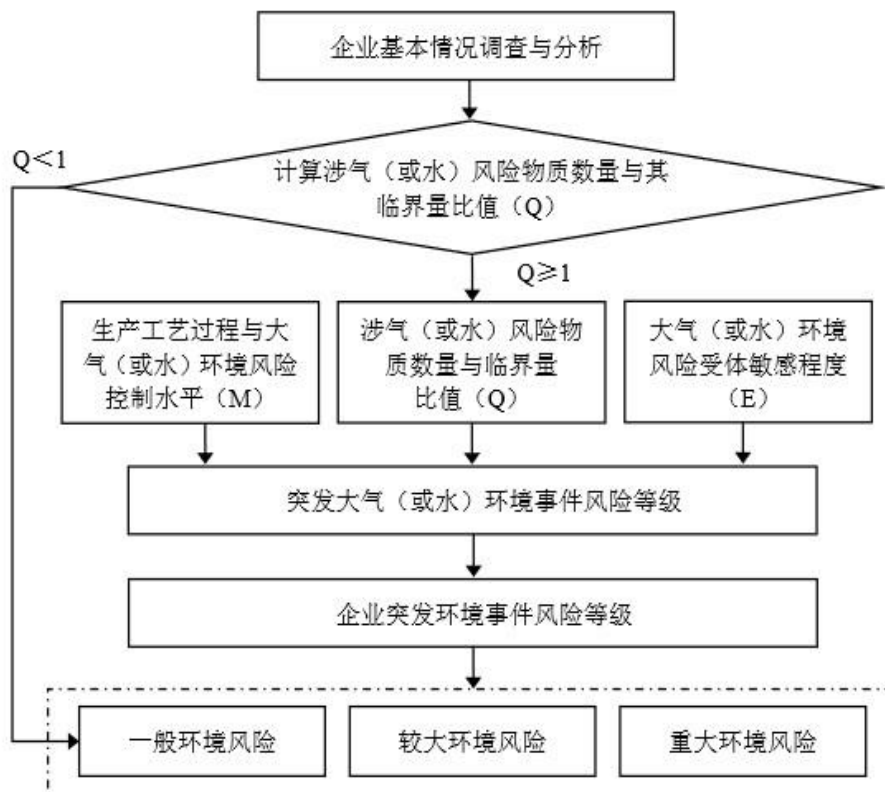 企业基本情况调查与分析
Q＜1
计算涉气（或水）风险物质数量与其
临界量比值（Q）
Q≥1
生产工艺过程与大
气（或水）环境风险
控制水平（M）
涉气（或水）风险物
质数量与临界量
比值（Q）
大气（或水）环境
风险受体敏感程度
（E）
突发大气（或水）环境事件风险等级
企业突发环境事件风险等级
一般环境风险
较大环境风险
重大环境风险